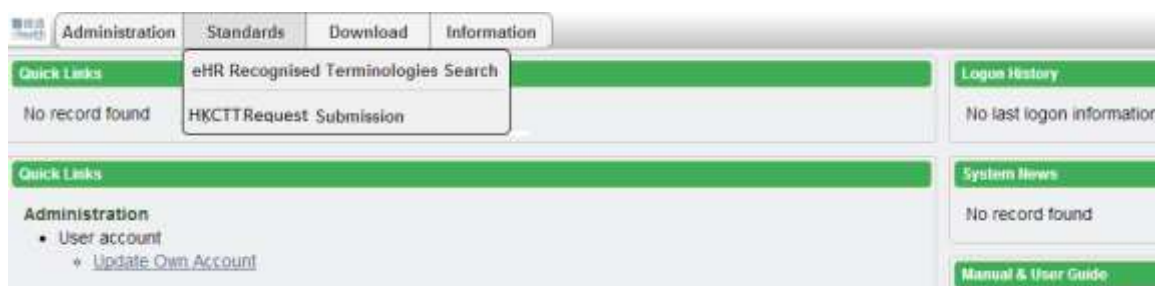 Administration Standards Download Information
eHR Recognised Terminologies Search
HKCTTRequest Submission
Quick Links
No record found
Logon History
No last logon information
Quick Links
Administration
User account
Update Own Account
System News
No record found
Manual & User Guide